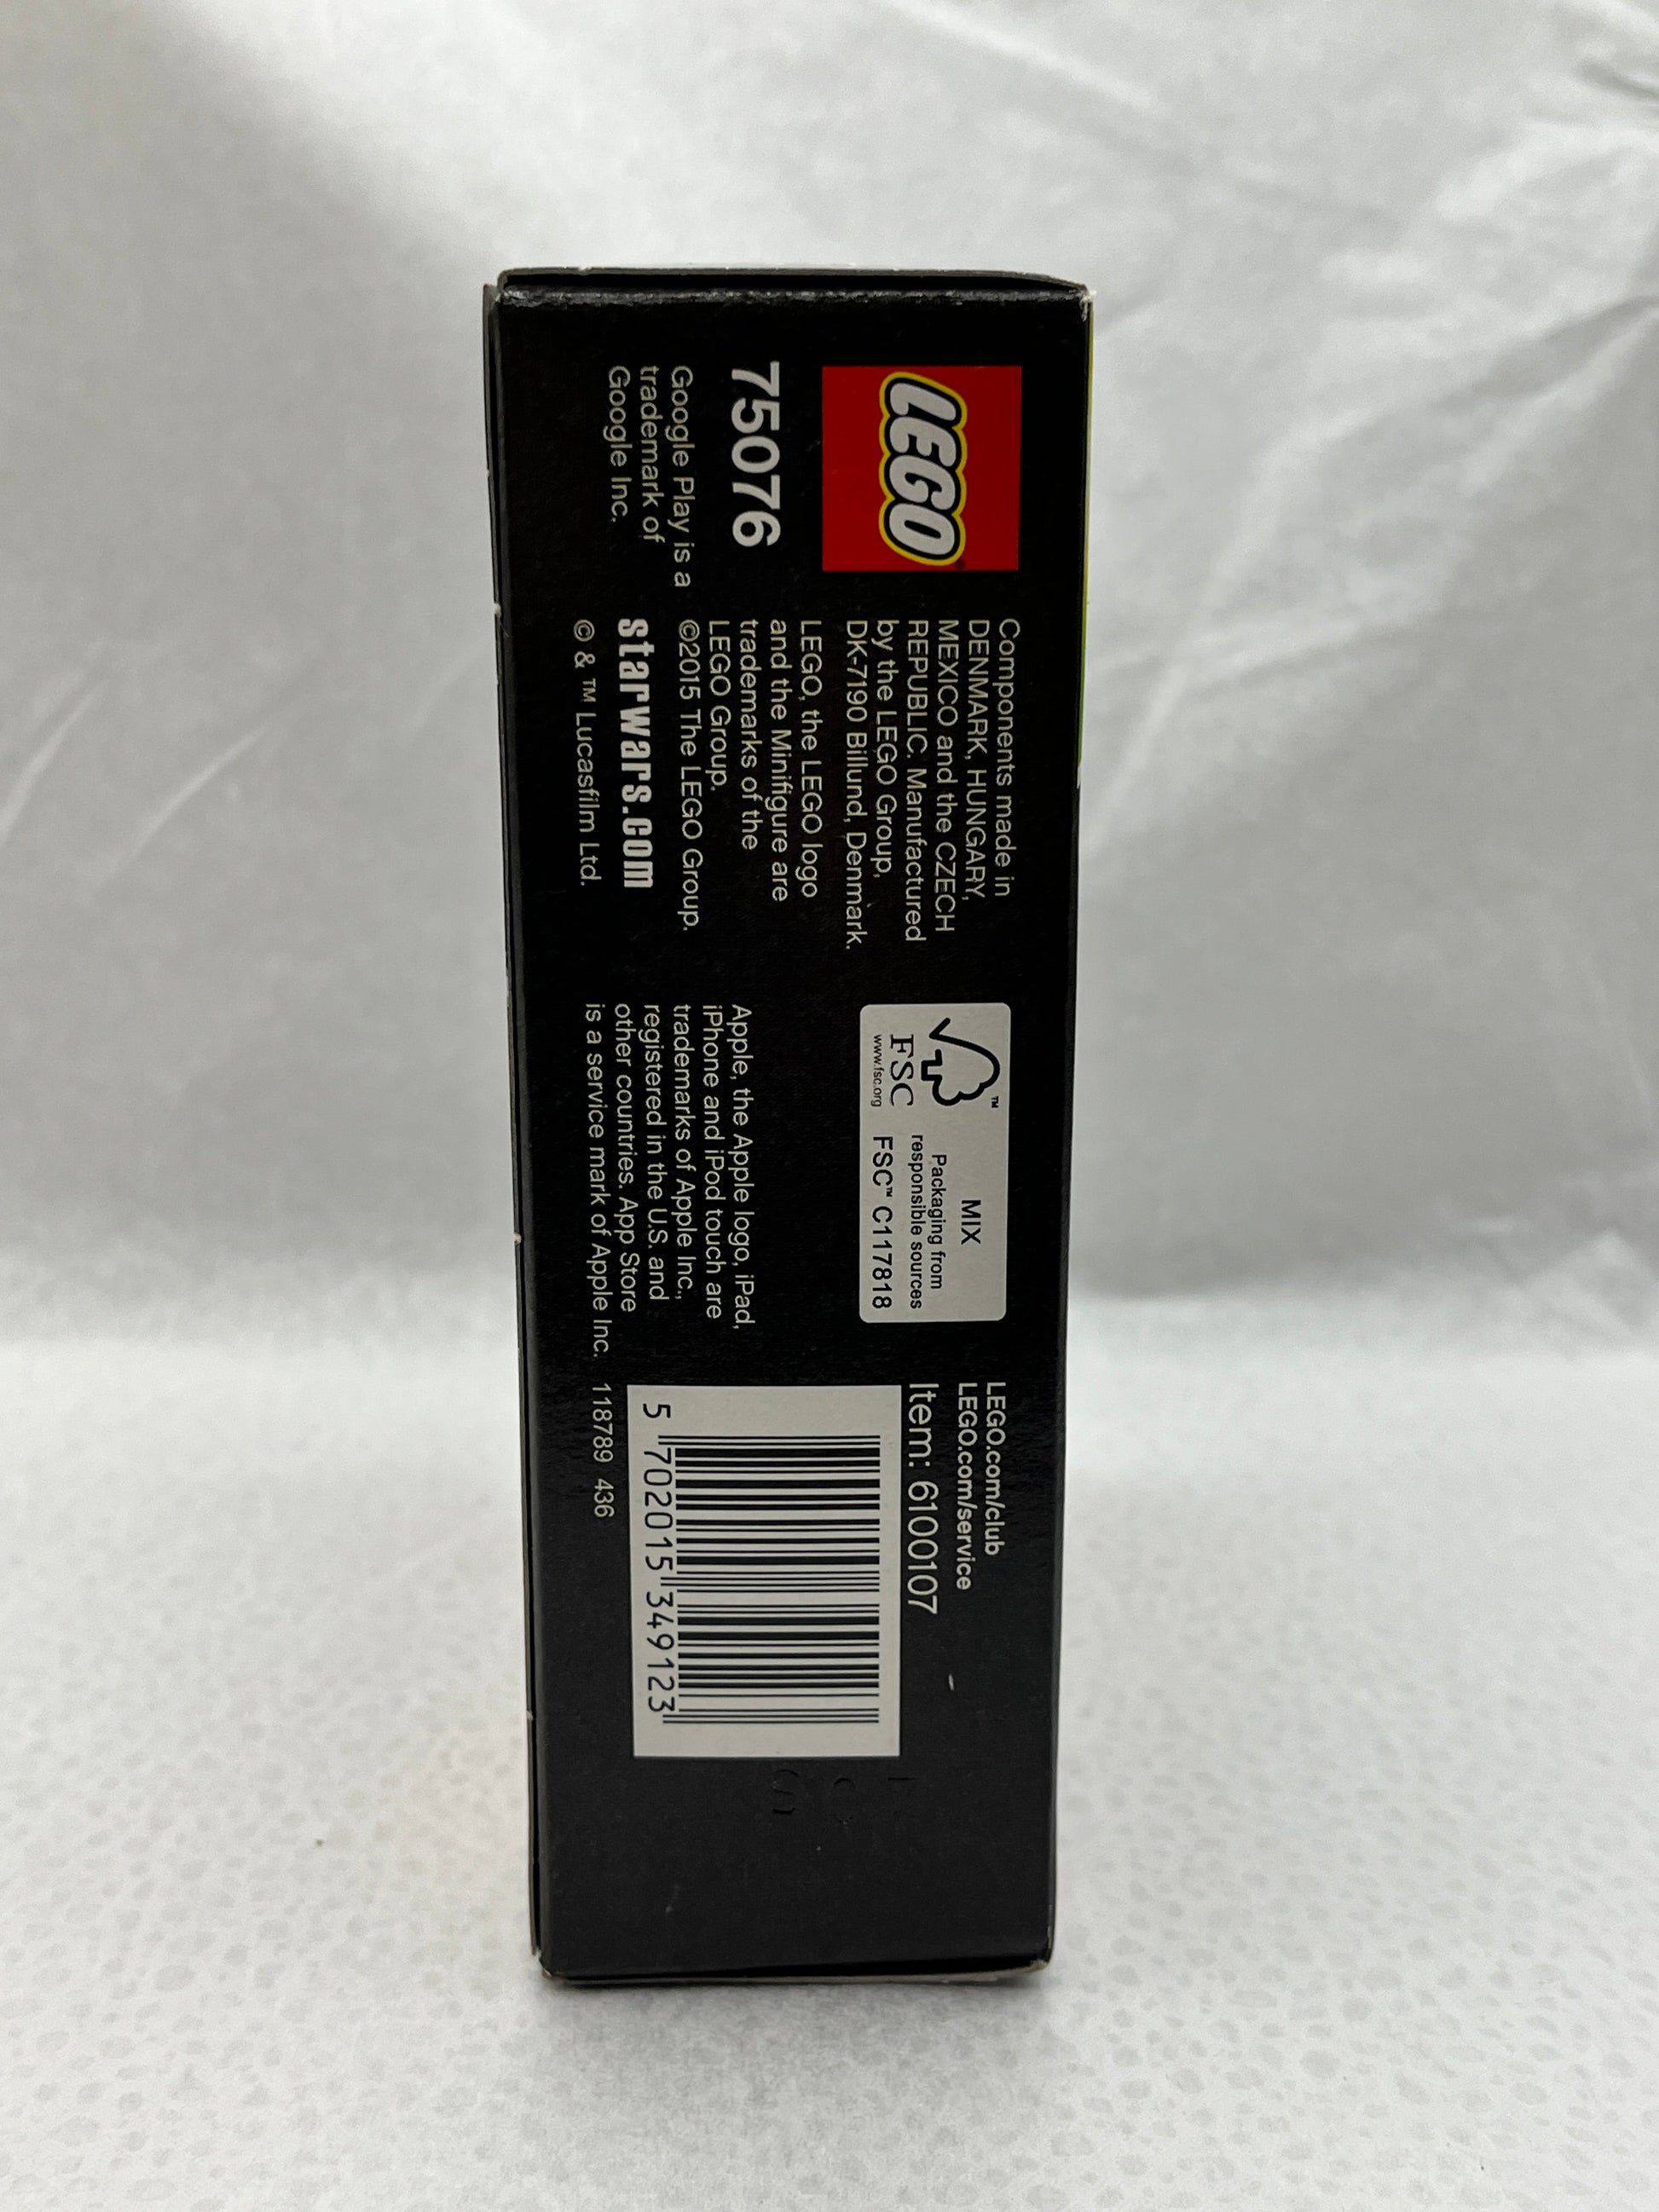 LEGO
75076
Google Play is a
trademark of
Google Inc.
Components made in
DENMARK, HUNGARY,
MEXICO and the CZECH
REPUBLIC. Manufactured
by the LEGO Group,
DK-7190 Billund, Denmark.
LEGO, the LEGO logo
and the Minifigure are
trademarks of the
LEGO Group.
©2015 The LEGO Group.
starwars.com
© & ™ Lucasfilm Ltd.
™
FSC
www.fsc.org
MIX
Packaging from
responsible sources
FSC™ C117818
Apple, the Apple logo, iPad,
iPhone and iPod touch are
trademarks of Apple Inc.,
registered in the U.S. and
other countries. App Store
is a service mark of Apple Inc.
LEGO.com/club
LEGO.com/service
Item: 6100107
5 702015 349123
118789 436